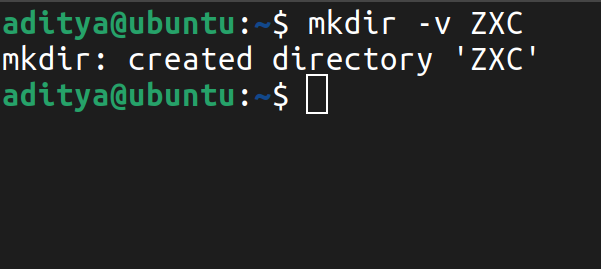 aditya@ubuntu:~$ mkdir -v ZXC
mkdir: created directory 'ZXC'
aditya@ubuntu:~$